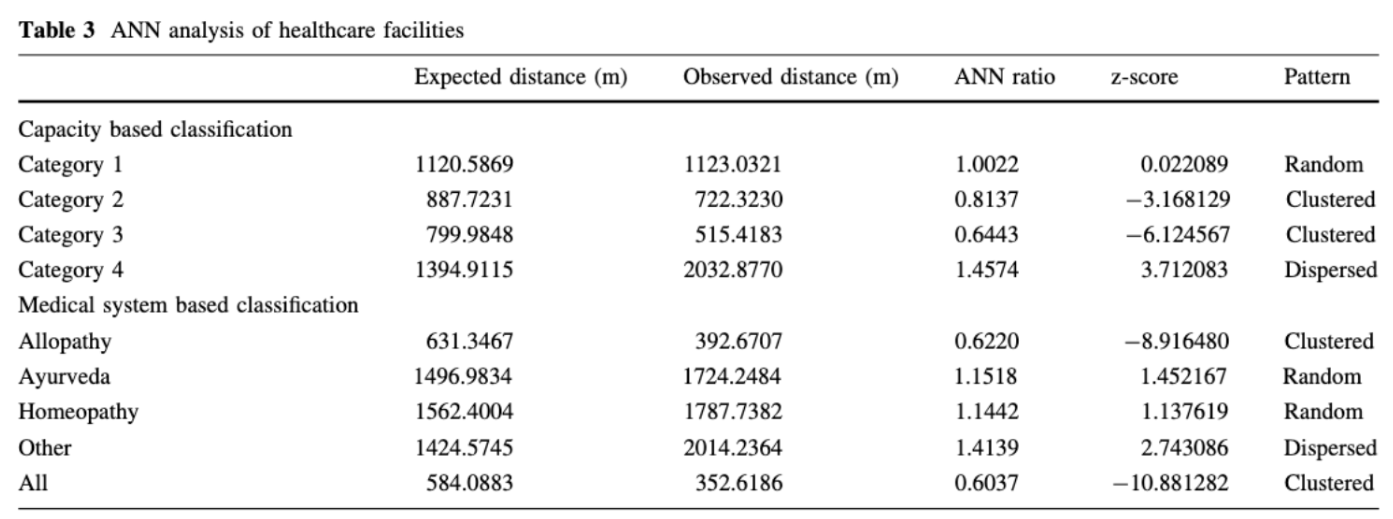 Table 3 ANN analysis of healthcare facilities
Expected distance (m) Observed distance (m) ANN ratio z-score Pattern
Capacity based classification
Category 1 1120.5869 1123.0321 1.0022 0.022089 Random
Category 2 887.7231 722.3230 0.8137 −3.168129 Clustered
Category 3 799.9848 515.4183 0.6443 −6.124567 Clustered
Category 4 1394.9115 2032.8770 1.4574 3.712083 Dispersed
Medical system based classification
Allopathy 631.3467 392.6707 0.6220 −8.916480 Clustered
Ayurveda 1496.9834 1724.2484 1.1518 1.452167 Random
Homeopathy 1562.4004 1787.7382 1.1442 1.137619 Random
Other 1424.5745 2014.2364 1.4139 2.743086 Dispersed
All 584.0883 352.6186 0.6037 −10.881282 Clustered